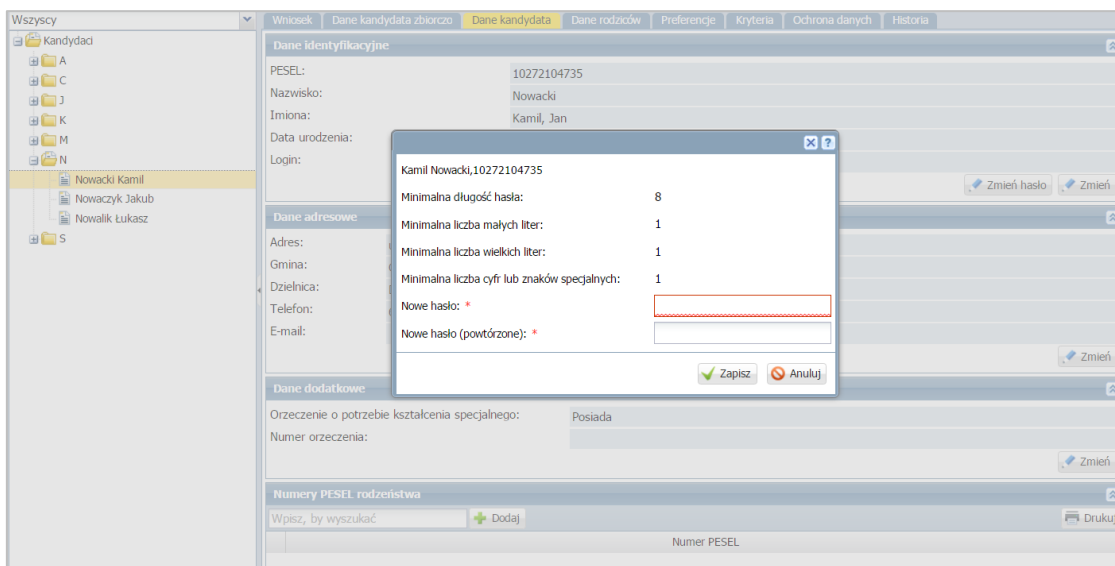 Wszyscy
Kandydaci
A
C
J
K
M
N
Nowacki Kamil
Nowaczyk Jakub
Nowalik Łukasz
S
Wniosek Dane kandydata zbiorczo Dane kandydata Dane rodziców Preferencje Kryteria Ochrona danych Historia
Dane identyfikacyjne
PESEL: 10272104735
Nazwisko: Nowacki
Imiona: Kamil, Jan
Data urodzenia:
Login:
Zmień hasło Zmień
Kamil Nowacki,10272104735
Minimalna długość hasła: 8
Minimalna liczba małych liter: 1
Minimalna liczba wielkich liter: 1
Minimalna liczba cyfr lub znaków specjalnych: 1
Nowe hasło: *
Nowe hasło (powtórzone): *
Zapisz Anuluj
Dane adresowe
Adres:
Gmina:
Dzielnica:
Telefon:
E-mail:
Zmień
Dane dodatkowe
Orzeczenie o potrzebie kształcenia specjalnego: Posiada
Numer orzeczenia:
Zmień
Numery PESEL rodzeństwa
Wpisz, by wyszukać Dodaj Drukuj
Numer PESEL